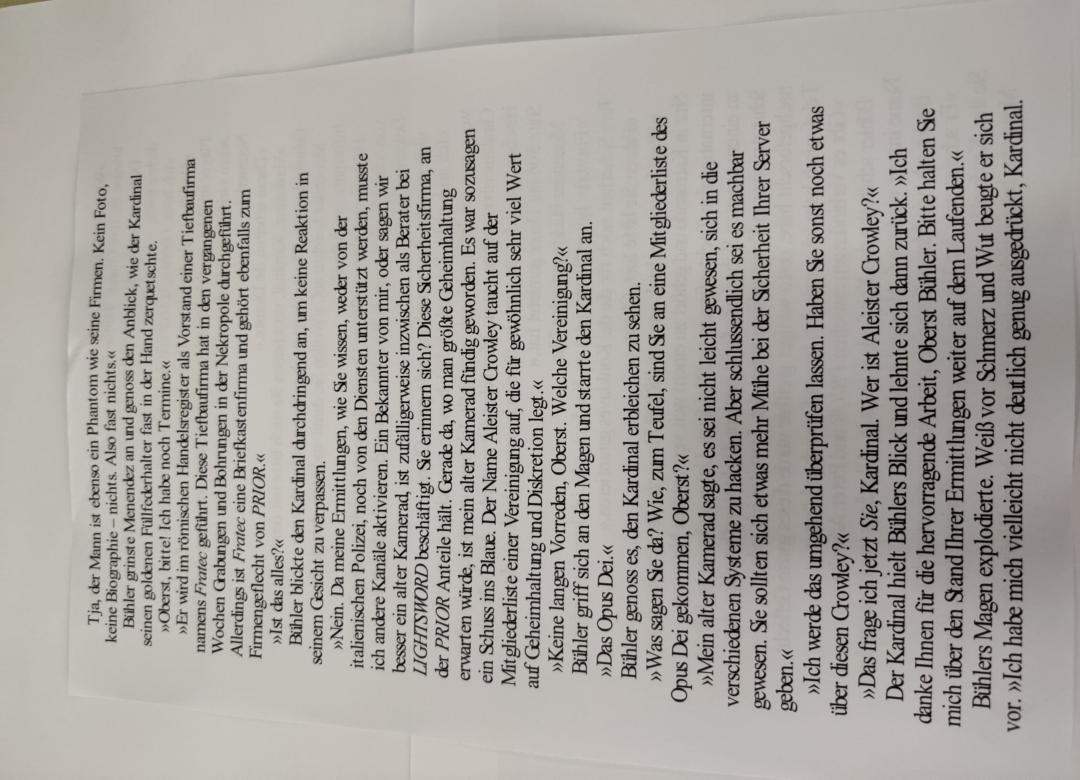 Tja, der Mann ist ebenso ein Phantom wie seine Firmen. Kein Foto,
keine Biographie – nichts. Also fast nichts.«
Bühler grinste Menendez an und genoss den Anblick, wie der Kardinal
seinen goldenen Füllfederhalter fast in der Hand zerquetschte.
»Oberst, bitte! Ich habe noch Termine.«
»Er wird im römischen Handelsregister als Vorstand einer Tiefbaufirma
namens Fratec geführt. Diese Tiefbaufirma hat in den vergangenen
Wochen Grabungen und Bohrungen in der Nekropole durchgeführt.
Allerdings ist Fratec eine Briefkastenfirma und gehört ebenfalls zum
Firmengeflecht von PRIOR.«
»Ist das alles?«
Bühler blickte den Kardinal durchdringend an, um keine Reaktion in
seinem Gesicht zu verpassen.
»Nein. Da meine Ermittlungen, wie Sie wissen, weder von der
italienischen Polizei, noch von den Diensten unterstützt werden, musste
ich andere Kanäle aktivieren. Ein Bekannter von mir, oder sagen wir
besser ein alter Kamerad, ist zufälligerweise inzwischen als Berater bei
LIGHTSWORD beschäftigt. Sie erinnern sich? Diese Sicherheitsfirma, an
der PRIOR Anteile hält. Gerade da, wo man größte Geheimhaltung
erwarten würde, ist mein alter Kamerad fündig geworden. Es war sozusagen
ein Schuss ins Blaue. Der Name Aleister Crowley taucht auf der
Mitgliederliste einer Vereinigung auf, die für gewöhnlich sehr viel Wert
auf Geheimhaltung und Diskretion legt.«
»Keine langen Vorreden, Oberst. Welche Vereinigung?«
Bühler griff sich an den Magen und starrte den Kardinal an.
»Das Opus Dei.«
Bühler genoss es, den Kardinal erbleichen zu sehen.
»Was sagen Sie da? Wie, zum Teufel, sind Sie an eine Mitgliederliste des
Opus Dei gekommen, Oberst?«
»Mein alter Kamerad sagte, es sei nicht leicht gewesen, sich in die
verschiedenen Systeme zu hacken. Aber schlussendlich sei es machbar
gewesen. Sie sollten sich etwas mehr Mühe bei der Sicherheit Ihrer Server
geben.«
»Ich werde das umgehend überprüfen lassen. Haben Sie sonst noch etwas
über diesen Crowley?«
»Das frage ich jetzt Sie, Kardinal. Wer ist Aleister Crowley?«
Der Kardinal hielt Bühlers Blick und lehnte sich dann zurück. »Ich
danke Ihnen für die hervorragende Arbeit, Oberst Bühler. Bitte halten Sie
mich über den Stand Ihrer Ermittlungen weiter auf dem Laufenden.«
Bühlers Magen explodierte. Weiß vor Schmerz und Wut beugte er sich
vor. »Ich habe mich vielleicht nicht deutlich genug ausgedrückt, Kardinal.